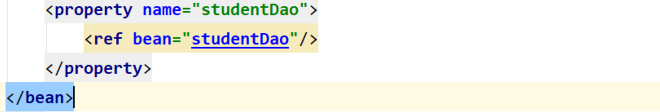 <property name="studentDao">
<ref bean="studentDao"/>
</property>
</bean>